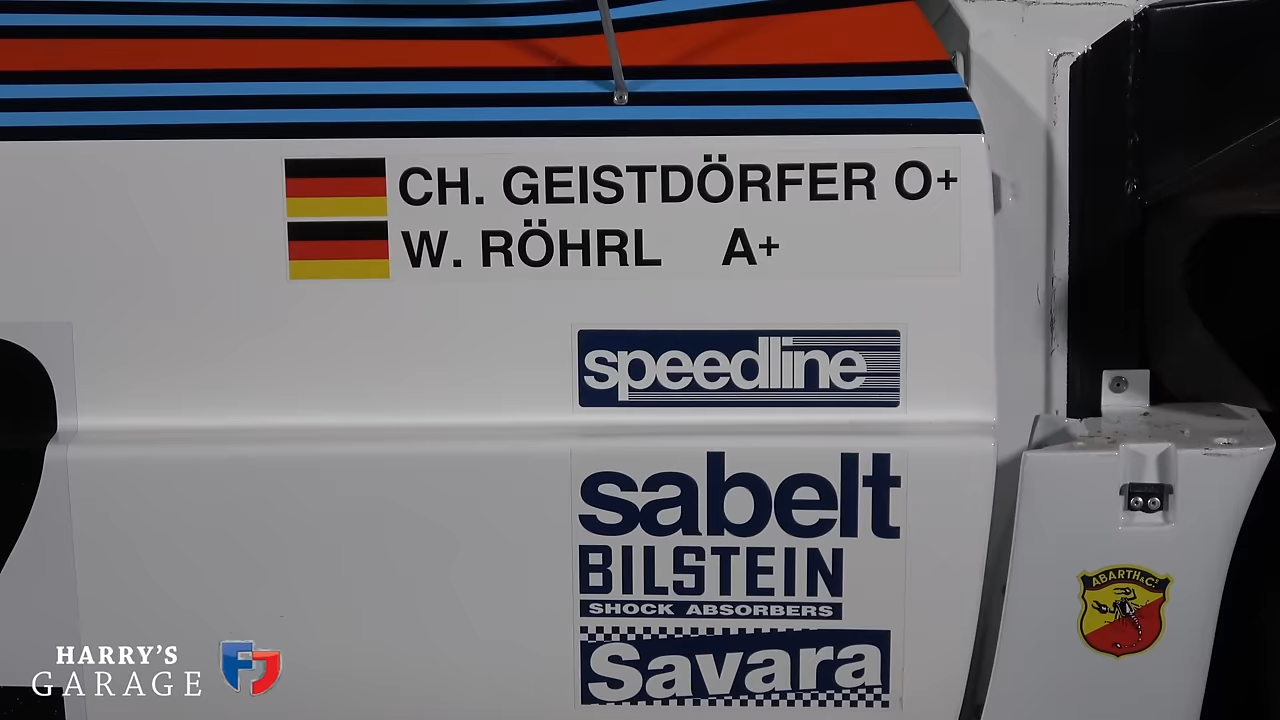 CH. GEISTDÖRFER O+
W. RÖHRL A+
speedline
sabelt
BILSTEIN
SHOCK ABSORBERS
Savara
ABARTH & C.
HARRY'S
GARAGE